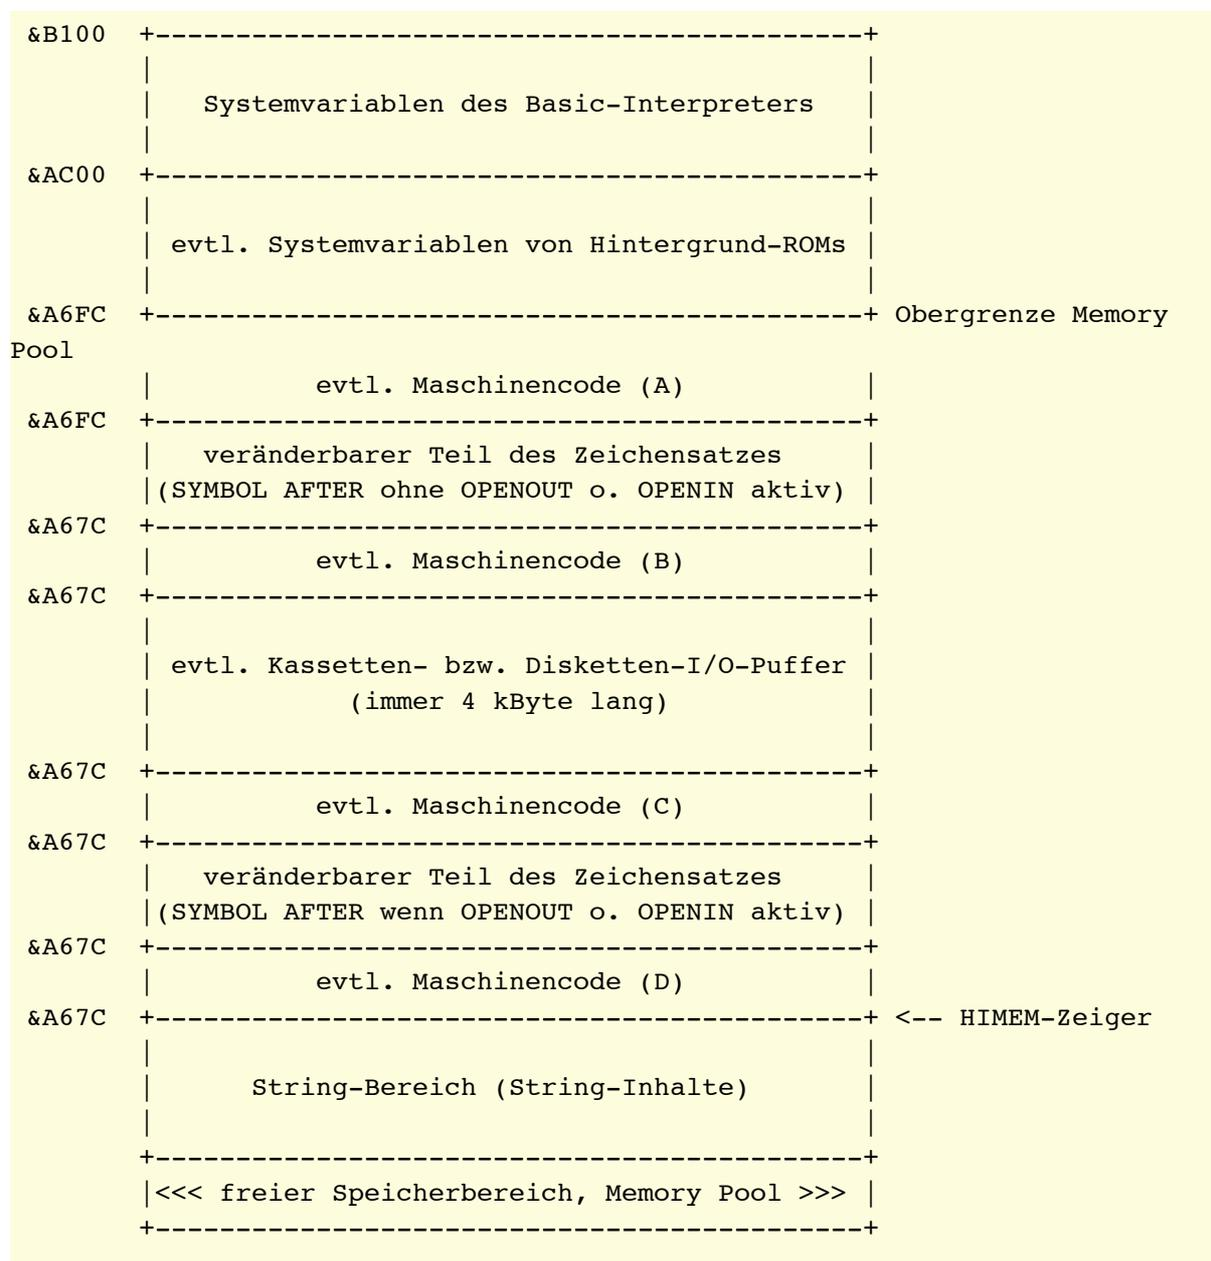 &B100  +--------------------------------------------+
|                                            |
|   Systemvariablen des Basic-Interpreters   |
|                                            |
&AC00  +--------------------------------------------+
|                                            |
| evtl. Systemvariablen von Hintergrund-ROMs |
|                                            |
&A6FC  +--------------------------------------------+ Obergrenze Memory
Pool
|          evtl. Maschinencode (A)           |
&A6FC  +--------------------------------------------+
|   veränderbarer Teil des Zeichensatzes     |
|(SYMBOL AFTER ohne OPENOUT o. OPENIN aktiv) |
&A67C  +--------------------------------------------+
|          evtl. Maschinencode (B)           |
&A67C  +--------------------------------------------+
|                                            |
| evtl. Kassetten- bzw. Disketten-I/O-Puffer |
|            (immer 4 kByte lang)            |
|                                            |
&A67C  +--------------------------------------------+
|          evtl. Maschinencode (C)           |
&A67C  +--------------------------------------------+
|   veränderbarer Teil des Zeichensatzes     |
|(SYMBOL AFTER wenn OPENOUT o. OPENIN aktiv) |
&A67C  +--------------------------------------------+
|          evtl. Maschinencode (D)           |
&A67C  +--------------------------------------------+ <-- HIMEM-Zeiger
|                                            |
|      String-Bereich (String-Inhalte)       |
|                                            |
+--------------------------------------------+
|<<< freier Speicherbereich, Memory Pool >>> |
+--------------------------------------------+